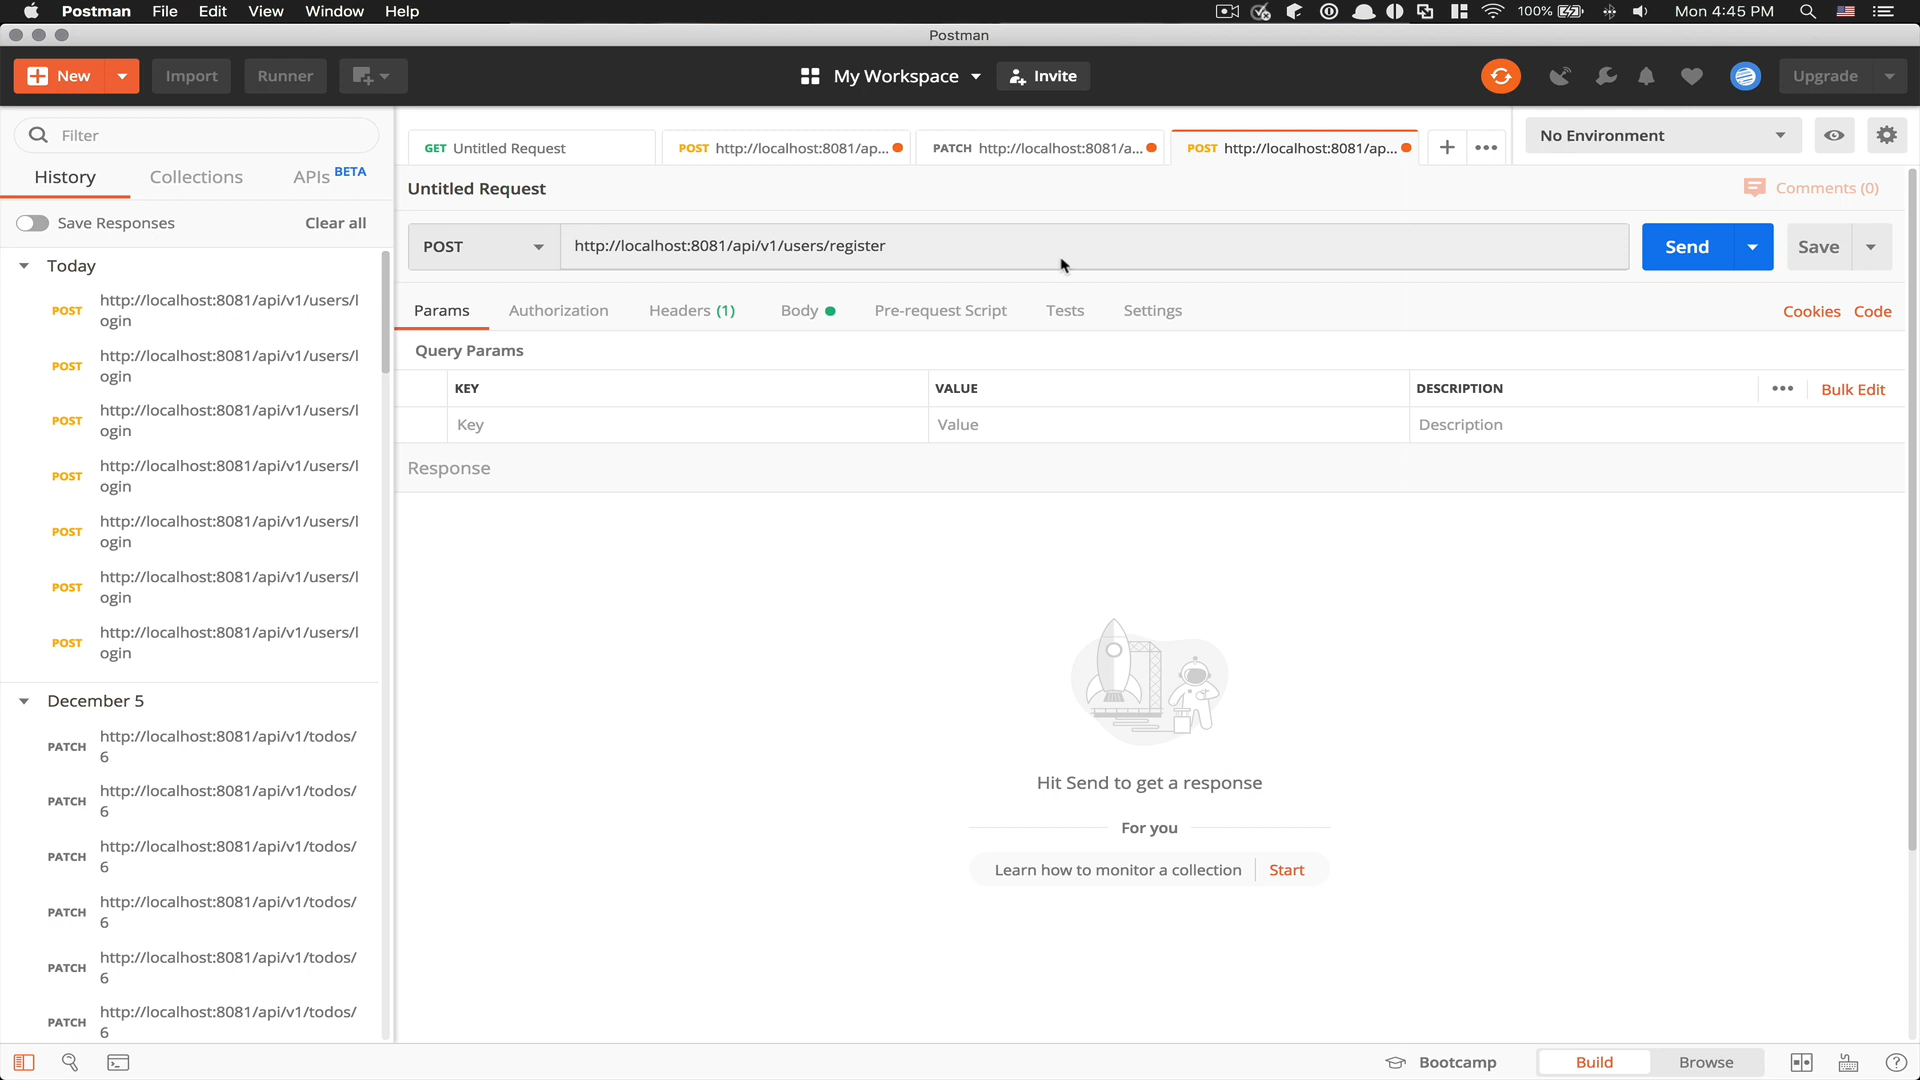 Postman File Edit View Window Help
100% Mon 4:45 PM
Postman
New Import Runner My Workspace Invite Upgrade
Filter
History Collections APIs BETA
Save Responses Clear all
Today
POST http://localhost:8081/api/v1/users/l
ogin
POST http://localhost:8081/api/v1/users/l
ogin
POST http://localhost:8081/api/v1/users/l
ogin
POST http://localhost:8081/api/v1/users/l
ogin
POST http://localhost:8081/api/v1/users/l
ogin
POST http://localhost:8081/api/v1/users/l
ogin
POST http://localhost:8081/api/v1/users/l
ogin
December 5
PATCH http://localhost:8081/api/v1/todos/
6
PATCH http://localhost:8081/api/v1/todos/
6
PATCH http://localhost:8081/api/v1/todos/
6
PATCH http://localhost:8081/api/v1/todos/
6
PATCH http://localhost:8081/api/v1/todos/
6
PATCH http://localhost:8081/api/v1/todos/
6
GET Untitled Request POST http://localhost:8081/ap... PATCH http://localhost:8081/a... POST http://localhost:8081/ap... No Environment
Untitled Request Comments (0)
POST http://localhost:8081/api/v1/users/register Send Save
Params Authorization Headers (1) Body Pre-request Script Tests Settings Cookies Code
Query Params
KEY VALUE DESCRIPTION Bulk Edit
Key Value Description
Response
Hit Send to get a response
For you
Learn how to monitor a collection Start
Bootcamp Build Browse